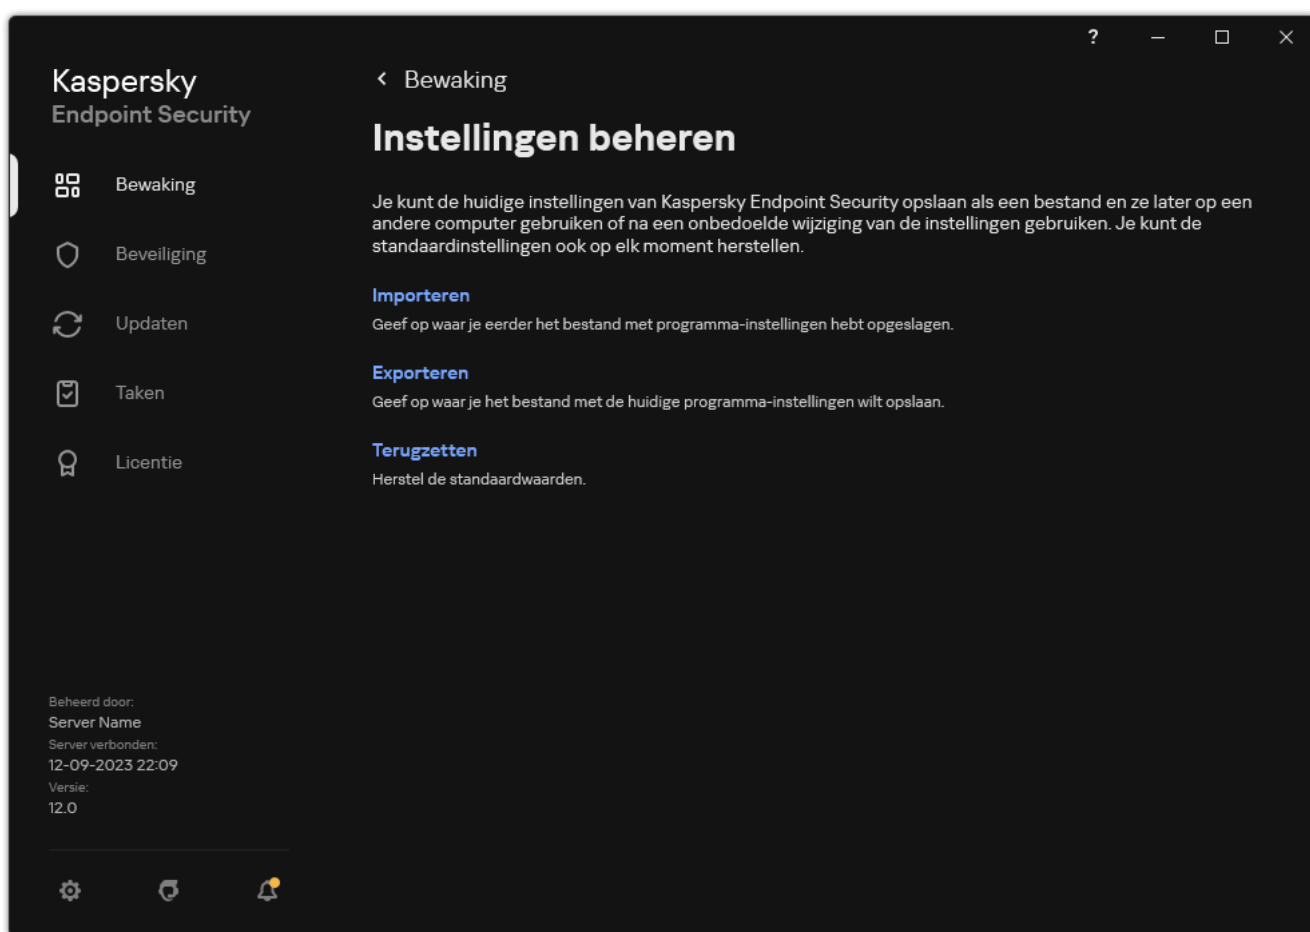 ?
Kaspersky
Endpoint Security
Bewaking
Beveiliging
Updaten
Taken
Licentie
Beheerd door:
Server Name
Server verbonden:
12-09-2023 22:09
Versie:
12.0
Bewaking
Instellingen beheren
Je kunt de huidige instellingen van Kaspersky Endpoint Security opslaan als een bestand en ze later op een
andere computer gebruiken of na een onbedoelde wijziging van de instellingen gebruiken. Je kunt de
standaardinstellingen ook op elk moment herstellen.
Importeren
Geef op waar je eerder het bestand met programma-instellingen hebt opgeslagen.
Exporteren
Geef op waar je het bestand met de huidige programma-instellingen wilt opslaan.
Terugzetten
Herstel de standaardwaarden.